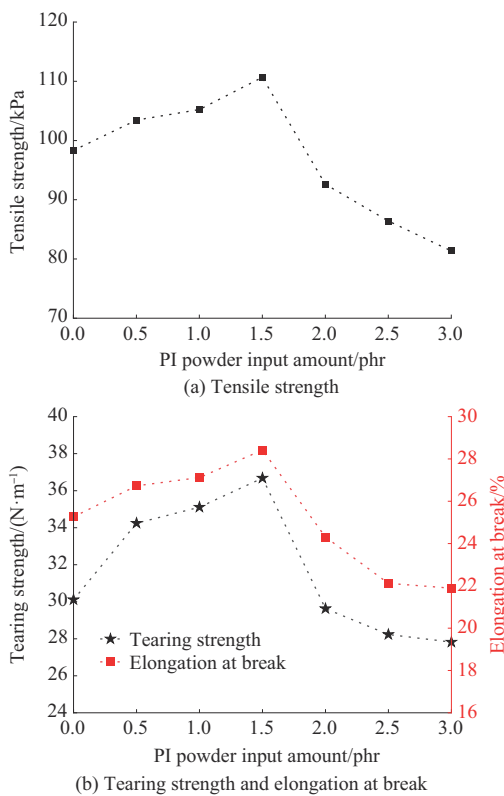 120
110
100
90
80
70
Tensile strength/kPa
0.0 0.5 1.0 1.5 2.0 2.5 3.0
PI powder input amount/phr
(a) Tensile strength
40
38
36
34
32
30
28
26
24
Tearing strength/(N·m⁻¹)
Tearing strength
Elongation at break
30
28
26
24
22
20
18
16
Elongation at break/%
0.0 0.5 1.0 1.5 2.0 2.5 3.0
PI powder input amount/phr
(b) Tearing strength and elongation at break